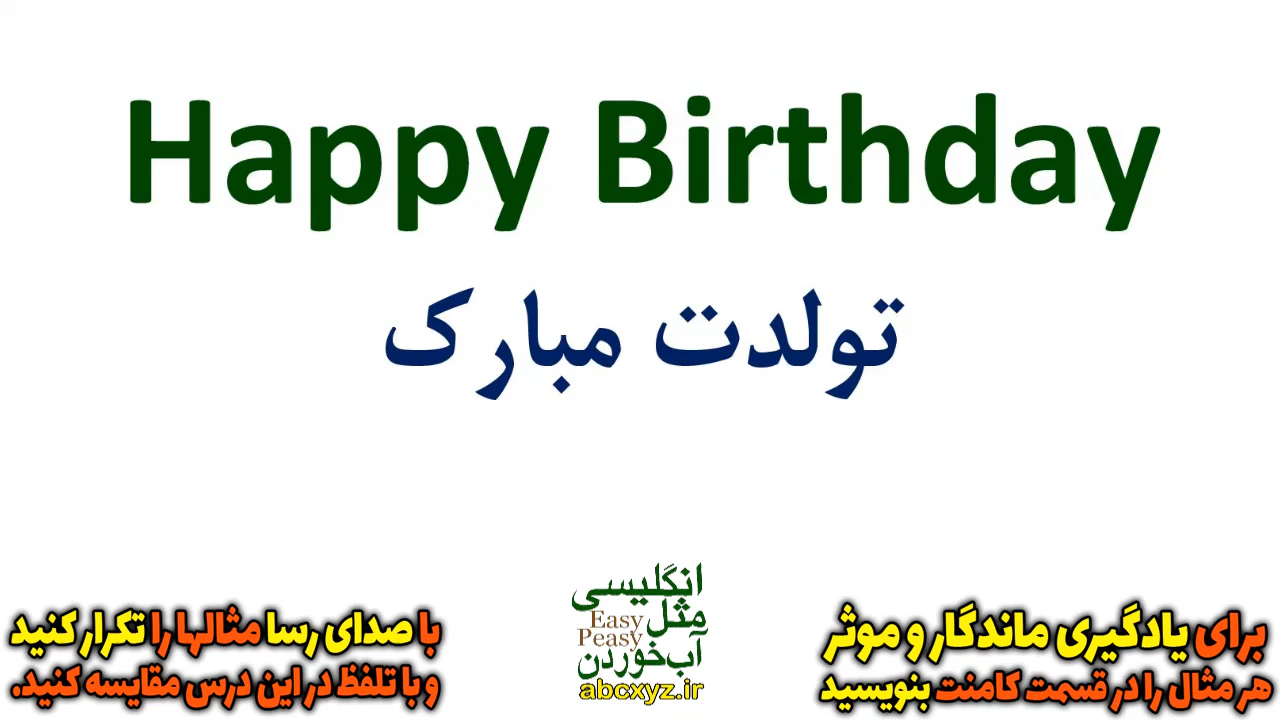 Happy Birthday
تولدت مبارک
برای یادگیری ماندگار و موثر
هر مثال را در قسمت کامنت بنویسید
انگلیسی
مثل Easy
Peasy
آب خوردن
abcxyz.ir
با صدای رسا مثالها را تکرار کنید
و با تلفظ در این درس مقایسه کنید.